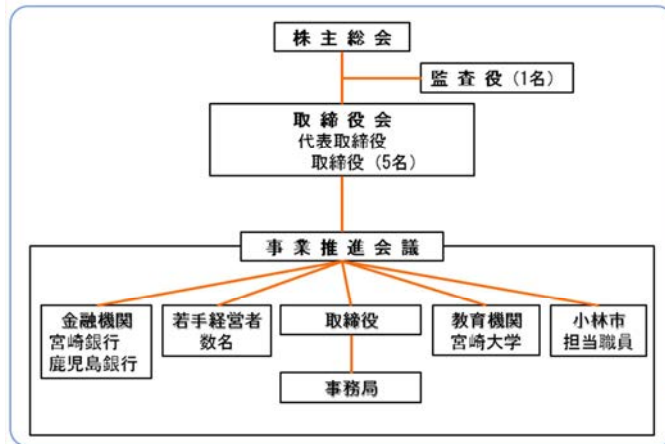 株主総会
監査役（1名）
取締役会
代表取締役
取締役（5名）
事業推進会議
金融機関
宮崎銀行
鹿児島銀行
若手経営者
数名
取締役
教育機関
宮崎大学
小林市
担当職員
事務局